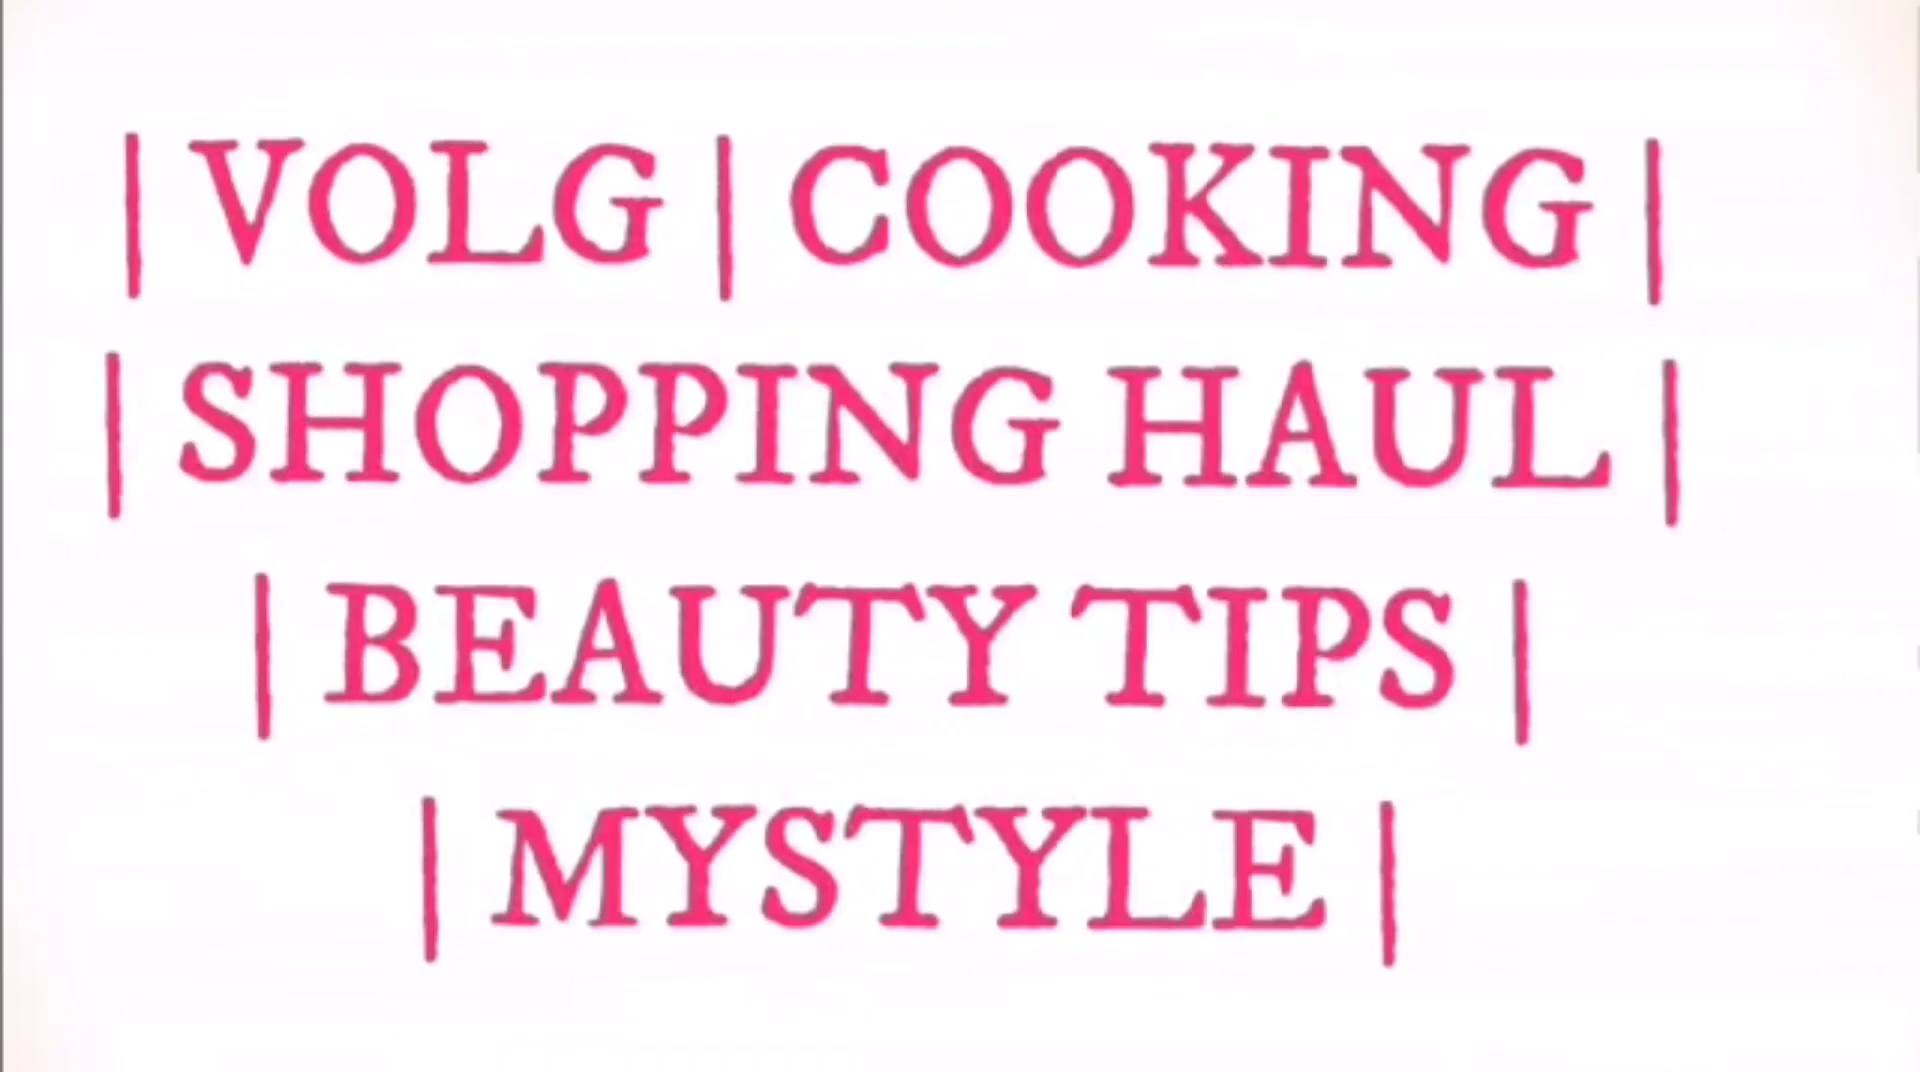 | VOLG | COOKING |
| SHOPPING HAUL |
| BEAUTY TIPS |
| MYSTYLE |